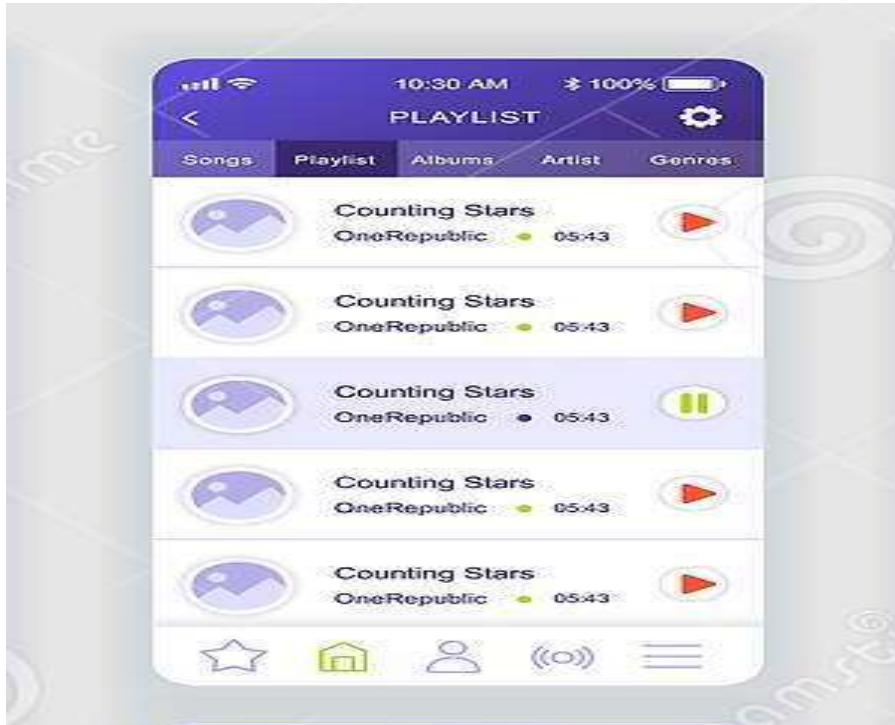 10:30 AM 100%
PLAYLIST
Songs Playlist Albums Artist Genres
Counting Stars
OneRepublic 05:43
Counting Stars
OneRepublic 05:43
Counting Stars
OneRepublic 05:43
Counting Stars
OneRepublic 05:43
Counting Stars
OneRepublic 05:43